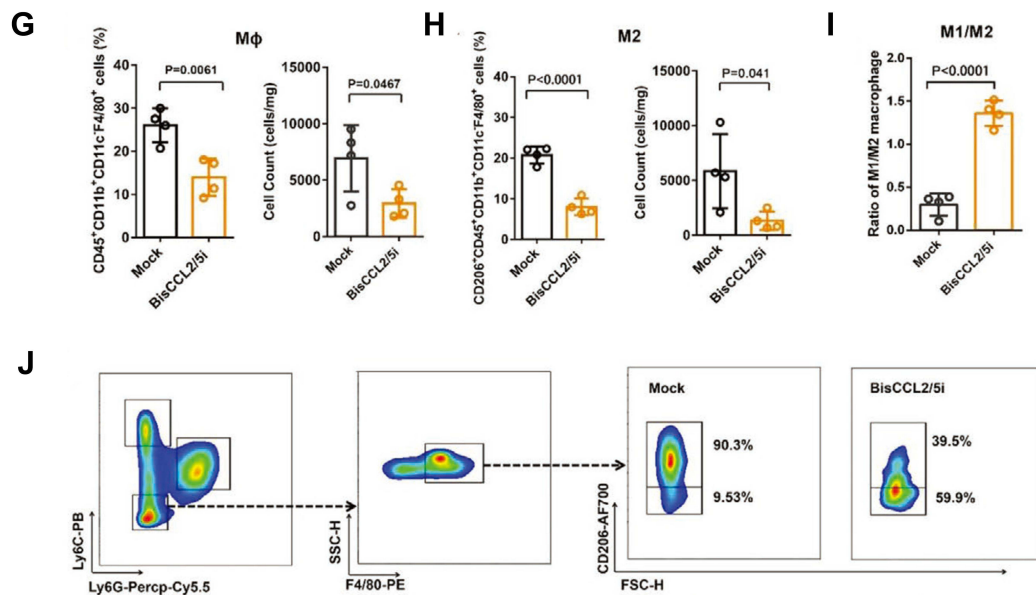 G
Mϕ
CD45⁺CD11b⁺CD11c⁻F4/80⁺ cells (%)
40
30
20
10
0
P=0.0061
Mock
BisCCL2/5i
Cell Count (cells/mg)
15000
10000
5000
0
P=0.0467
Mock
BisCCL2/5i
H
M2
CD206⁺CD45⁺CD11b⁺CD11c⁻F4/80⁺ cells (%)
40
30
20
10
0
P<0.0001
Mock
BisCCL2/5i
Cell Count (cells/mg)
15000
10000
5000
0
P=0.041
Mock
BisCCL2/5i
I
M1/M2
Ratio of M1/M2 macrophage
2.0
1.5
1.0
0.5
0.0
P<0.0001
Mock
BisCCL2/5i
J
Ly6C-PB
Ly6G-Percp-Cy5.5
SSC-H
F4/80-PE
CD206-AF700
Mock
90.3%
9.53%
BisCCL2/5i
39.5%
59.9%
FSC-H